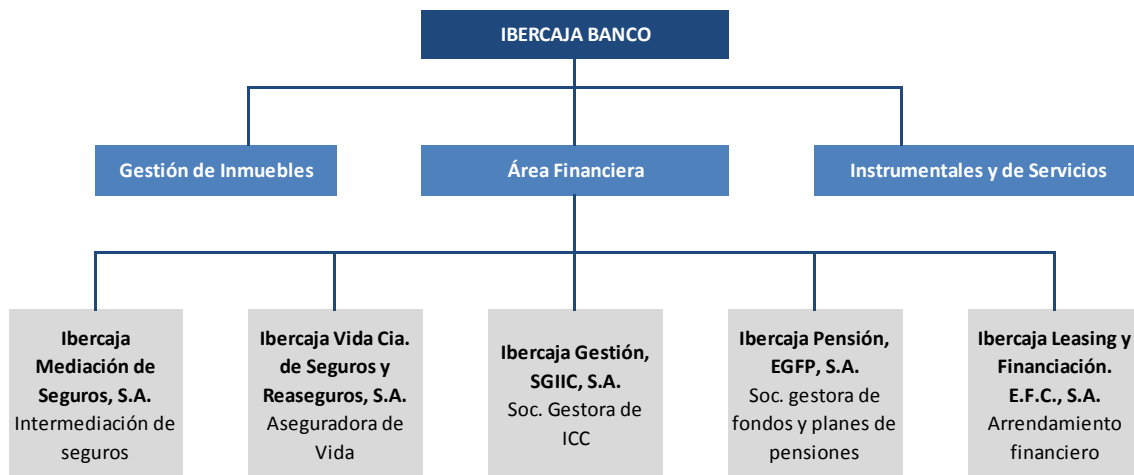 IBERCAJA BANCO
Gestión de Inmuebles
Área Financiera
Instrumentales y de Servicios
Ibercaja
Mediación de
Seguros, S.A.
Intermediación de
seguros
Ibercaja Vida Cia.
de Seguros y
Reaseguros, S.A.
Aseguradora de
Vida
Ibercaja Gestión,
SGIIC, S.A.
Soc. Gestora de
ICC
Ibercaja Pensión,
EGFP, S.A.
Soc. gestora de
fondos y planes de
pensiones
Ibercaja Leasing y
Financiación.
E.F.C., S.A.
Arrendamiento
financiero